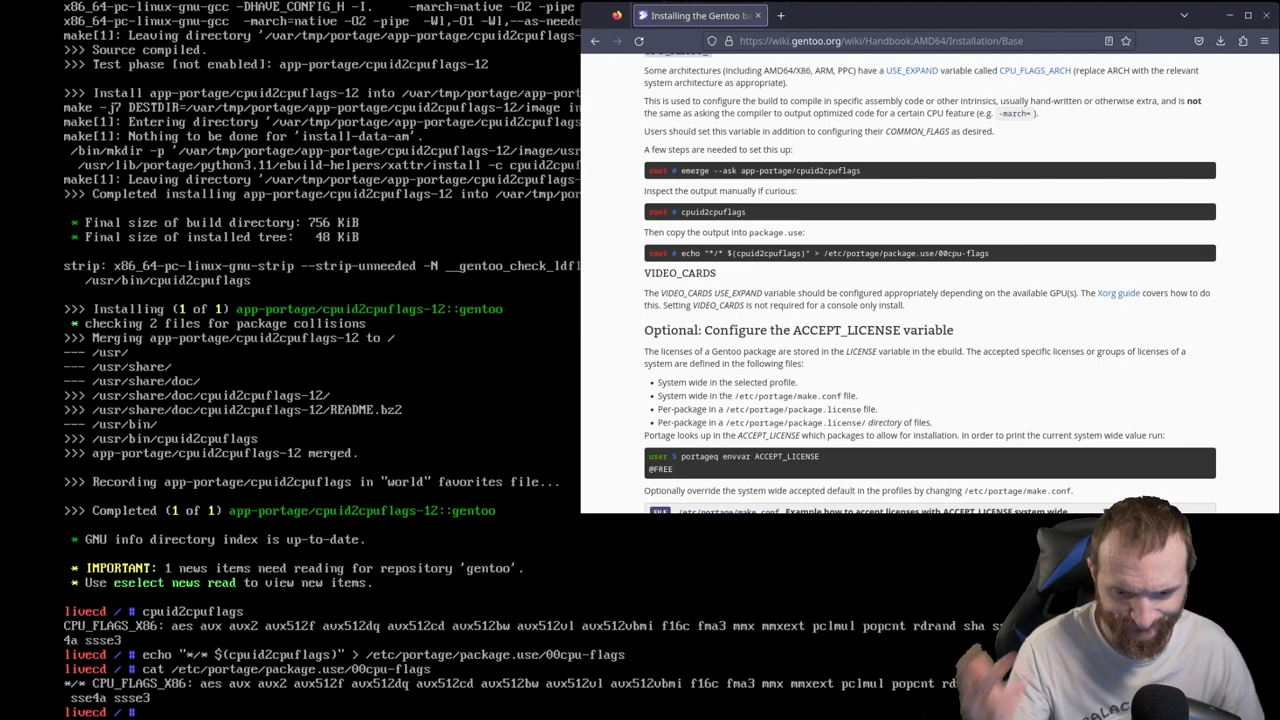 x86_64-pc-linux-gnu-gcc -DHAVE_CONFIG_H -I.     -march=native -O2 -pipe
x86_64-pc-linux-gnu-gcc     -march=native -O2 -pipe -Wl,-O1 -Wl,--as-neede
make[1]: Leaving directory '/var/tmp/portage/app-portage/cpuid2cpuflags-12
>>> Source compiled.
>>> Test phase [not enabled]: app-portage/cpuid2cpuflags-12
>>> Install app-portage/cpuid2cpuflags-12 into /var/tmp/portage/app-portag
make -j7 DESTDIR=/var/tmp/portage/app-portage/cpuid2cpuflags-12/image in
make[1]: Entering directory '/var/tmp/portage/app-portage/cpuid2cpuflags-1
make[1]: Nothing to be done for 'install-data-am'.
/bin/mkdir -p '/var/tmp/portage/app-portage/cpuid2cpuflags-12/image/usr
/usr/lib/portage/python3.11/ebuild-helpers/xattr/install -c cpuid2cpuf
make[1]: Leaving directory '/var/tmp/portage/app-portage/cpuid2cpuflags-12
>>> Completed installing app-portage/cpuid2cpuflags-12 into /var/tmp/porta
* Final size of build directory: 756 KiB
* Final size of installed tree:   48 KiB
strip: x86_64-pc-linux-gnu-strip --strip-unneeded -N __gentoo_check_ldfl
/usr/bin/cpuid2cpuflags
>>> Installing (1 of 1) app-portage/cpuid2cpuflags-12::gentoo
* checking 2 files for package collisions
>>> Merging app-portage/cpuid2cpuflags-12 to /
--- /usr/
--- /usr/share/
--- /usr/share/doc/
>>> /usr/share/doc/cpuid2cpuflags-12/
>>> /usr/share/doc/cpuid2cpuflags-12/README.bz2
--- /usr/bin/
>>> /usr/bin/cpuid2cpuflags
>>> app-portage/cpuid2cpuflags-12 merged.
>>> Recording app-portage/cpuid2cpuflags in "world" favorites file...
>>> Completed (1 of 1) app-portage/cpuid2cpuflags-12::gentoo
* GNU info directory index is up-to-date.
* IMPORTANT: 1 news items need reading for repository 'gentoo'.
* Use eselect news read to view new items.
livecd / # cpuid2cpuflags
CPU_FLAGS_X86: aes avx avx2 avx512f avx512dq avx512cd avx512bw avx512vl avx512vbmi f16c fma3 mmx mmxext pclmul popcnt rdrand sha ss
4a ssse3
livecd / # echo "*/* $(cpuid2cpuflags)" > /etc/portage/package.use/00cpu-flags
livecd / # cat /etc/portage/package.use/00cpu-flags
*/* CPU_FLAGS_X86: aes avx avx2 avx512f avx512dq avx512cd avx512bw avx512vl avx512vbmi f16c fma3 mmx mmxext pclmul popcnt rd
sse4a ssse3
livecd / #
Installing the Gentoo ba
https://wiki.gentoo.org/wiki/Handbook:AMD64/Installation/Base
Some architectures (including AMD64/X86, ARM, PPC) have a USE_EXPAND variable called CPU_FLAGS_ARCH (replace ARCH with the relevant
system architecture as appropriate).
This is used to configure the build to compile in specific assembly code or other intrinsics, usually hand-written or otherwise extra, and is not
the same as asking the compiler to output optimized code for a certain CPU feature (e.g. -march= ).
Users should set this variable in addition to configuring their COMMON_FLAGS as desired.
A few steps are needed to set this up:
root # emerge --ask app-portage/cpuid2cpuflags
Inspect the output manually if curious:
root # cpuid2cpuflags
Then copy the output into package.use:
root # echo "*/* $(cpuid2cpuflags)" > /etc/portage/package.use/00cpu-flags
VIDEO_CARDS
The VIDEO_CARDS USE_EXPAND variable should be configured appropriately depending on the available GPU(s). The Xorg guide covers how to do
this. Setting VIDEO_CARDS is not required for a console only install.
Optional: Configure the ACCEPT_LICENSE variable
The licenses of a Gentoo package are stored in the LICENSE variable in the ebuild. The accepted specific licenses or groups of licenses of a
system are defined in the following files:
• System wide in the selected profile.
• System wide in the /etc/portage/make.conf file.
• Per-package in a /etc/portage/package.license file.
• Per-package in a /etc/portage/package.license/ directory of files.
Portage looks up in the ACCEPT_LICENSE which packages to allow for installation. In order to print the current system wide value run:
user $ portageq envvar ACCEPT_LICENSE
@FREE
Optionally override the system wide accepted default in the profiles by changing /etc/portage/make.conf.
FILE /etc/portage/make.conf Example how to accept licenses with ACCEPT_LICENSE system wide